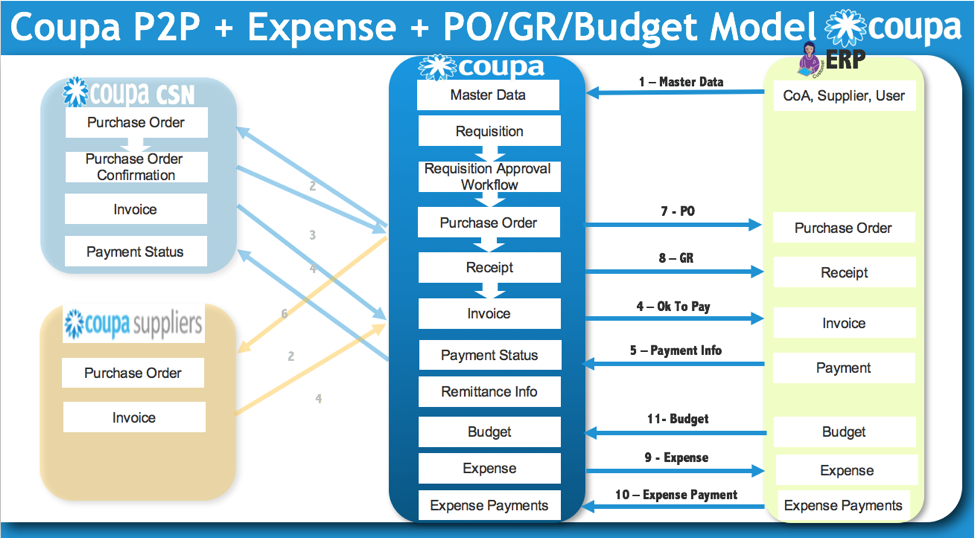 Coupa P2P + Expense + PO/GR/Budget Model coupa
coupa CSN
Purchase Order
Purchase Order
Confirmation
Invoice
Payment Status
coupa suppliers
Purchase Order
Invoice
2
3
4
6
2
4
coupa
Master Data
Requisition
Requisition Approval
Workflow
Purchase Order
Receipt
Invoice
Payment Status
Remittance Info
Budget
Expense
Expense Payments
1 – Master Data
7 - PO
8 – GR
4 – Ok To Pay
5 – Payment Info
11- Budget
9 - Expense
10 – Expense Payment
ERP
CoA, Supplier, User
Purchase Order
Receipt
Invoice
Payment
Budget
Expense
Expense Payments